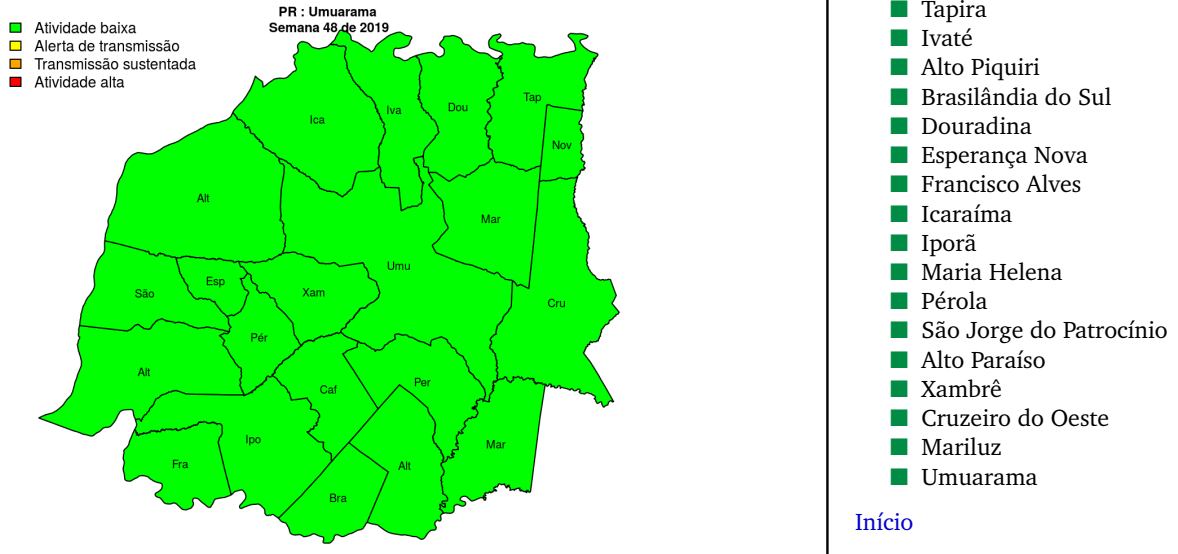 PR : Umuarama
Semana 48 de 2019
Atividade baixa
Alerta de transmissão
Transmissão sustentada
Atividade alta
Ica
Iva
Dou
Tap
Nov
Alt
Mar
Umu
Esp
São
Xam
Cru
Pér
Alt
Caf
Per
Ipo
Mar
Fra
Alt
Bra
Tapira
Ivaté
Alto Piquiri
Brasilândia do Sul
Douradina
Esperança Nova
Francisco Alves
Icaraíma
Iporã
Maria Helena
Pérola
São Jorge do Patrocínio
Alto Paraíso
Xambrê
Cruzeiro do Oeste
Mariluz
Umuarama
Início